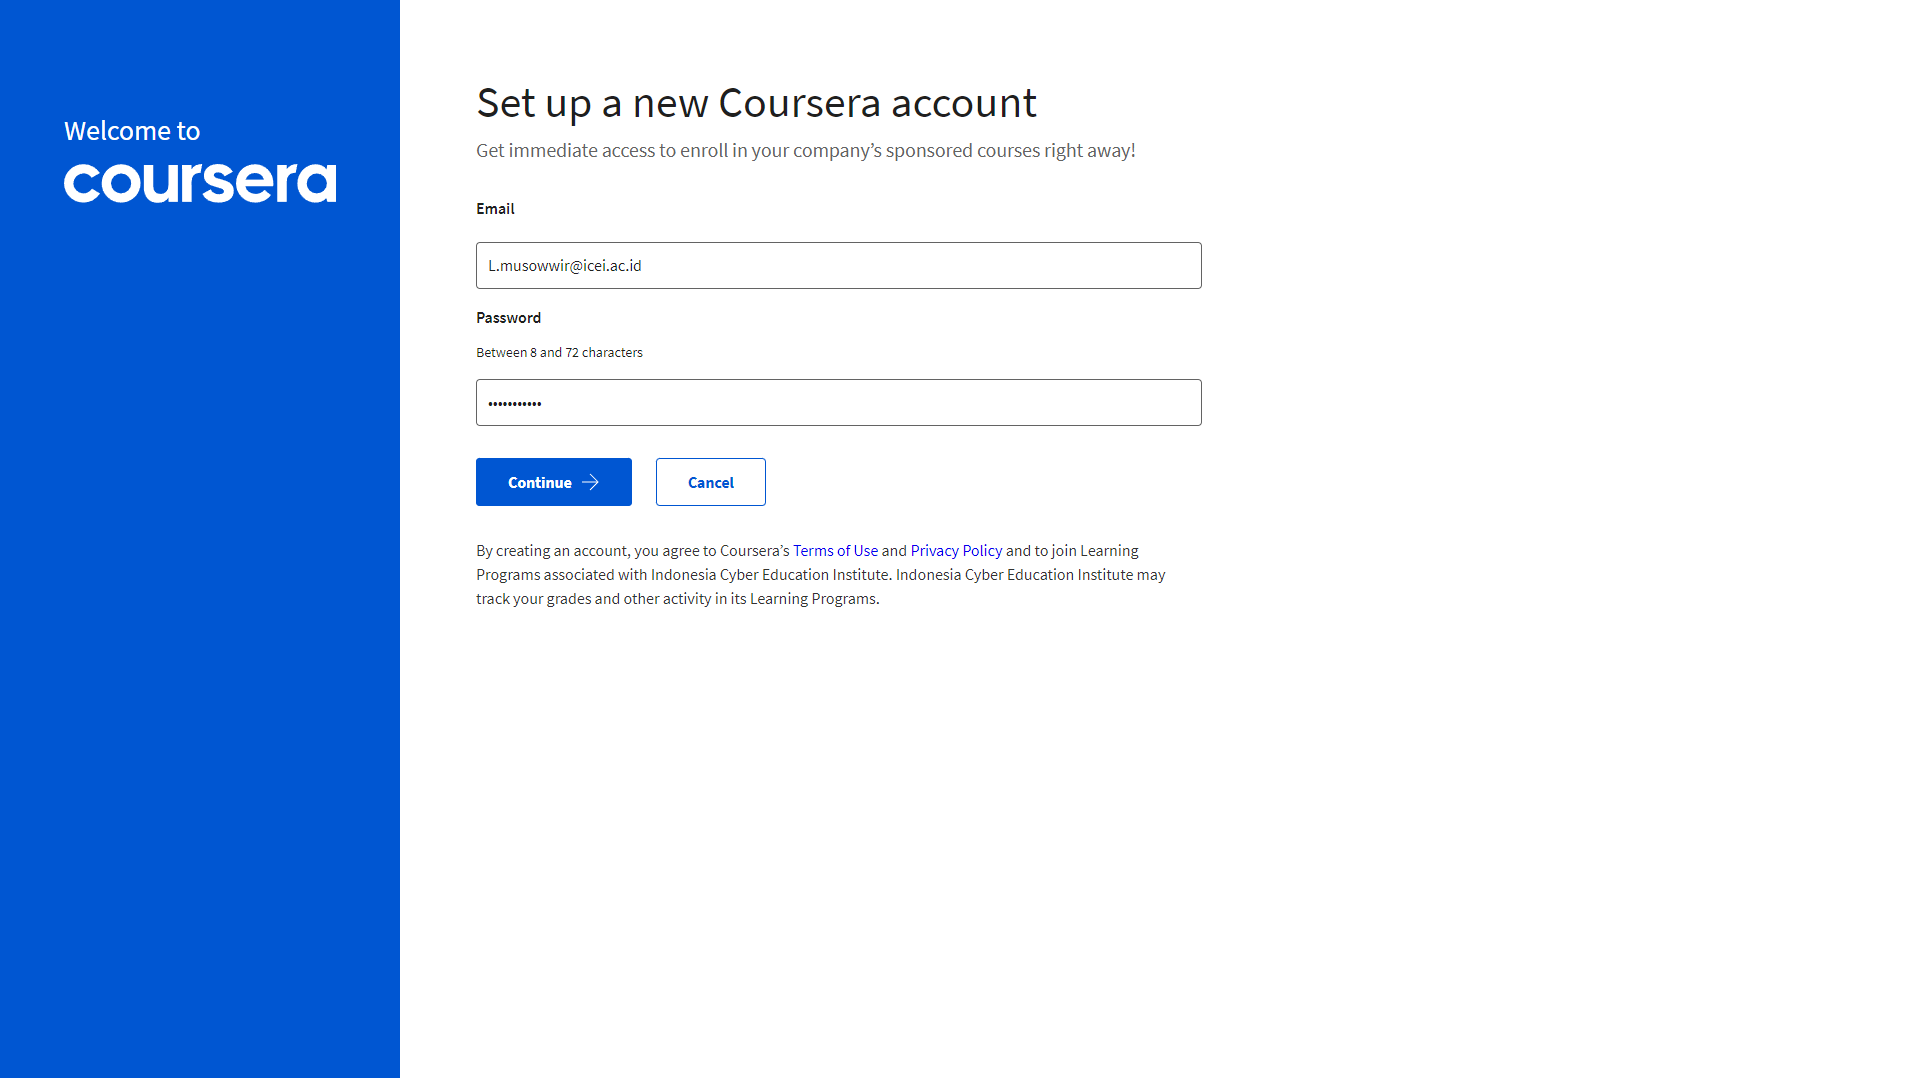 Welcome to
coursera
Set up a new Coursera account
Get immediate access to enroll in your company’s sponsored courses right away!
Email
L.musowwir@icei.ac.id
Password
Between 8 and 72 characters
•••••••••••
Continue
Cancel
By creating an account, you agree to Coursera’s Terms of Use and Privacy Policy and to join Learning
Programs associated with Indonesia Cyber Education Institute. Indonesia Cyber Education Institute may
track your grades and other activity in its Learning Programs.